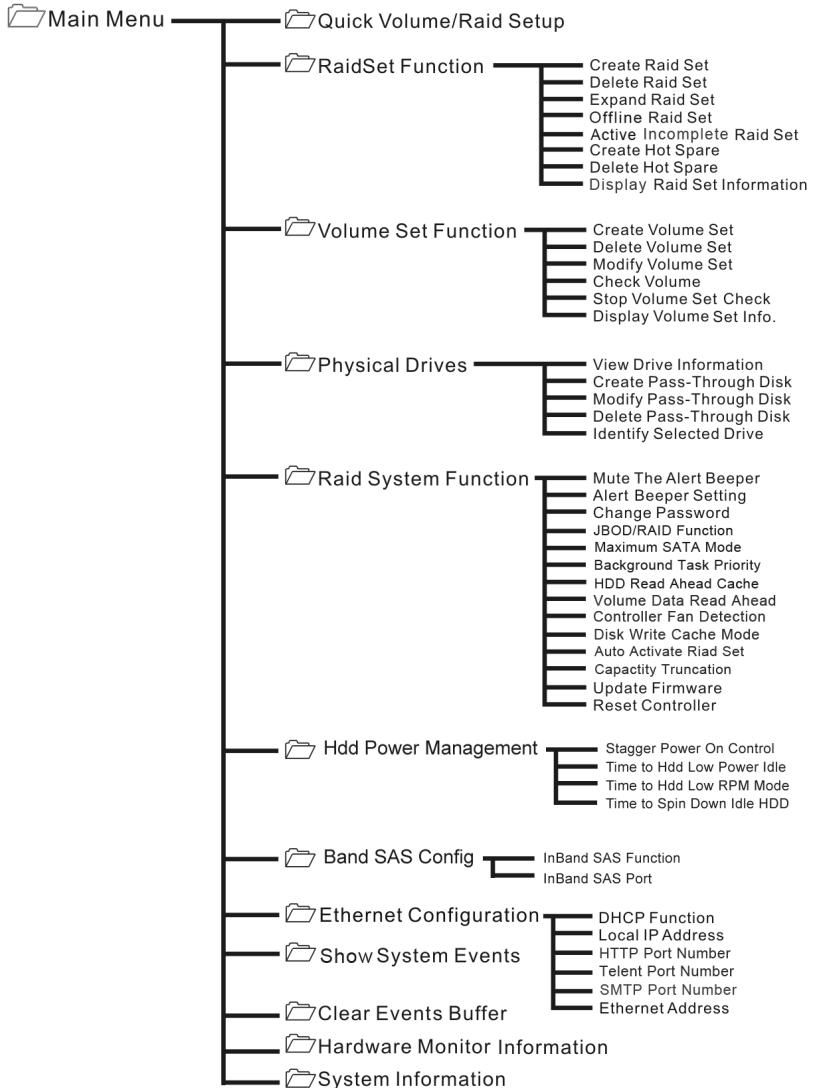 Main Menu
Quick Volume/Raid Setup
RaidSet Function
Create Raid Set
Delete Raid Set
Expand Raid Set
Offline Raid Set
Active Incomplete Raid Set
Create Hot Spare
Delete Hot Spare
Display Raid Set Information
Volume Set Function
Create Volume Set
Delete Volume Set
Modify Volume Set
Check Volume
Stop Volume Set Check
Display Volume Set Info.
Physical Drives
View Drive Information
Create Pass-Through Disk
Modify Pass-Through Disk
Delete Pass-Through Disk
Identify Selected Drive
Raid System Function
Mute The Alert Beeper
Alert Beeper Setting
Change Password
JBOD/RAID Function
Maximum SATA Mode
Background Task Priority
HDD Read Ahead Cache
Volume Data Read Ahead
Controller Fan Detection
Disk Write Cache Mode
Auto Activate Riad Set
Capactity Truncation
Update Firmware
Reset Controller
Hdd Power Management
Stagger Power On Control
Time to Hdd Low Power Idle
Time to Hdd Low RPM Mode
Time to Spin Down Idle HDD
Band SAS Config
InBand SAS Function
InBand SAS Port
Ethernet Configuration
DHCP Function
Local IP Address
HTTP Port Number
Telent Port Number
SMTP Port Number
Ethernet Address
Show System Events
Clear Events Buffer
Hardware Monitor Information
System Information